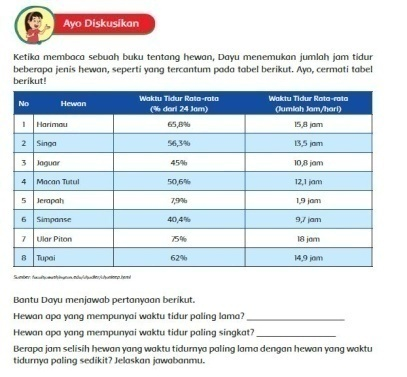 Ayo Diskusikan
Ketika membaca sebuah buku tentang hewan, Dayu menemukan jumlah jam tidur
beberapa jenis hewan, seperti yang tercantum pada tabel berikut. Ayo, cermati tabel
berikut!
No Hewan Waktu Tidur Rata-rata (% dari 24 Jam) Waktu Tidur Rata-rata (Jumlah Jam/hari)
1 Harimau 65,8% 15,8 jam
2 Singa 56,3% 13,5 jam
3 Jaguar 45% 10,8 jam
4 Macan Tutul 50,6% 12,1 jam
5 Jerapah 7,9% 1,9 jam
6 Simpanse 40,4% 9,7 jam
7 Ular Piton 75% 18 jam
8 Tupai 62% 14,9 jam
Sumber: faculty.washington.edu
Bantu Dayu menjawab pertanyaan berikut.
Hewan apa yang mempunyai waktu tidur paling lama?
Hewan apa yang mempunyai waktu tidur paling singkat?
Berapa jam selisih hewan yang waktu tidurnya paling lama dengan hewan yang waktu
tidurnya paling sedikit? Jelaskan jawabanmu.